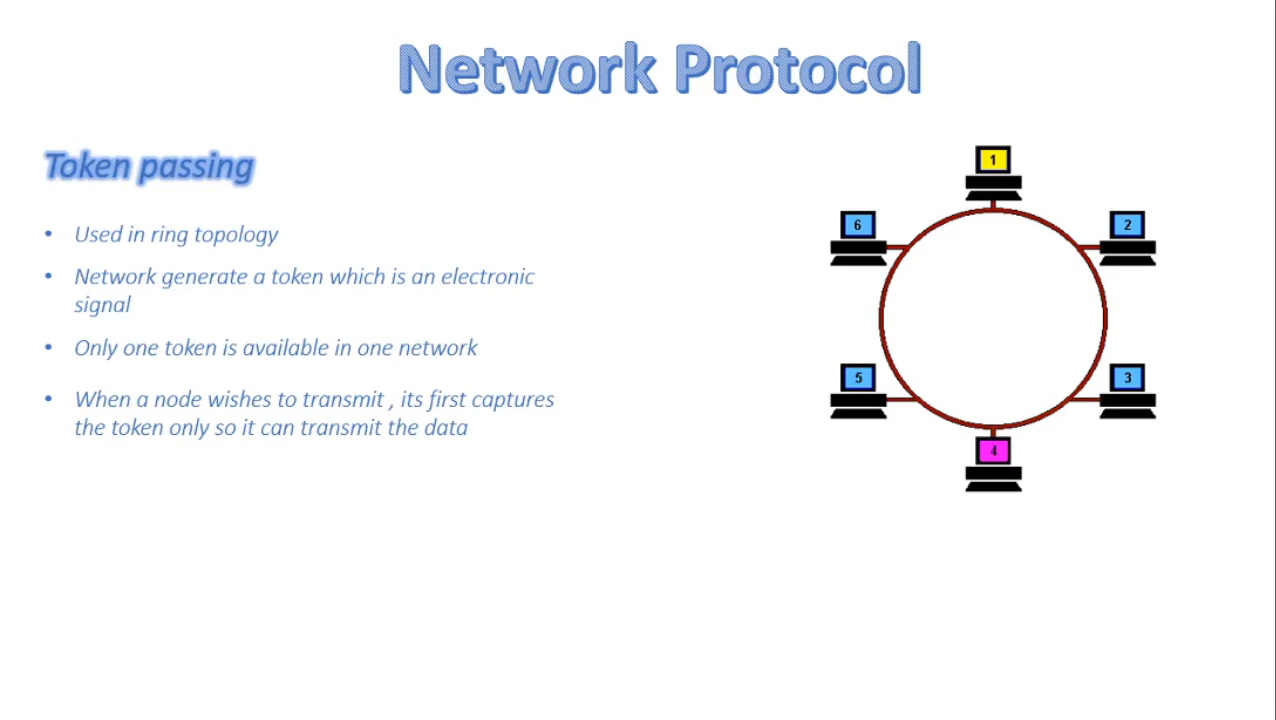 Network Protocol
Token passing
• Used in ring topology
• Network generate a token which is an electronic
signal
• Only one token is available in one network
• When a node wishes to transmit , its first captures
the token only so it can transmit the data
1
6
2
5
3
4